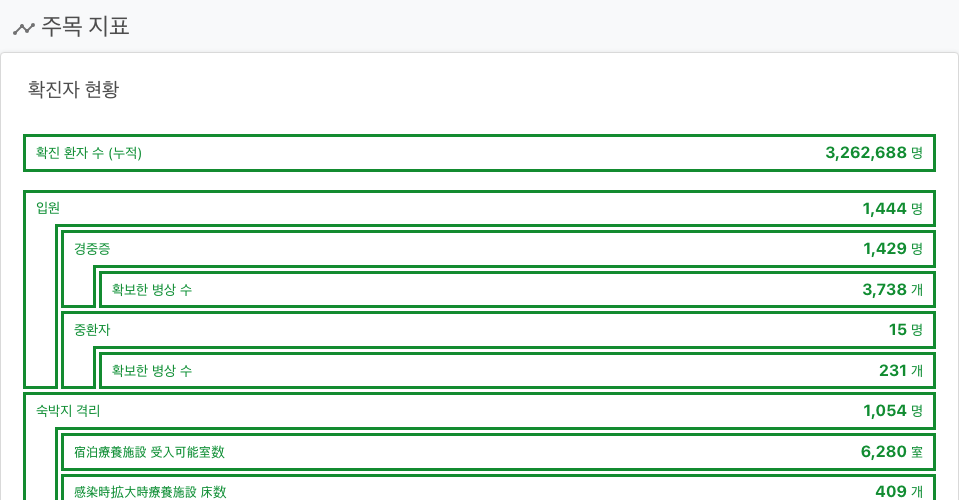 주목 지표
확진자 현황
확진 환자 수 (누적) 3,262,688 명
입원 1,444 명
경중증 1,429 명
확보한 병상 수 3,738 개
중환자 15 명
확보한 병상 수 231 개
숙박지 격리 1,054 명
宿泊療養施設 受入可能室数 6,280 室
感染時拡大時療養施設 床数 409 개